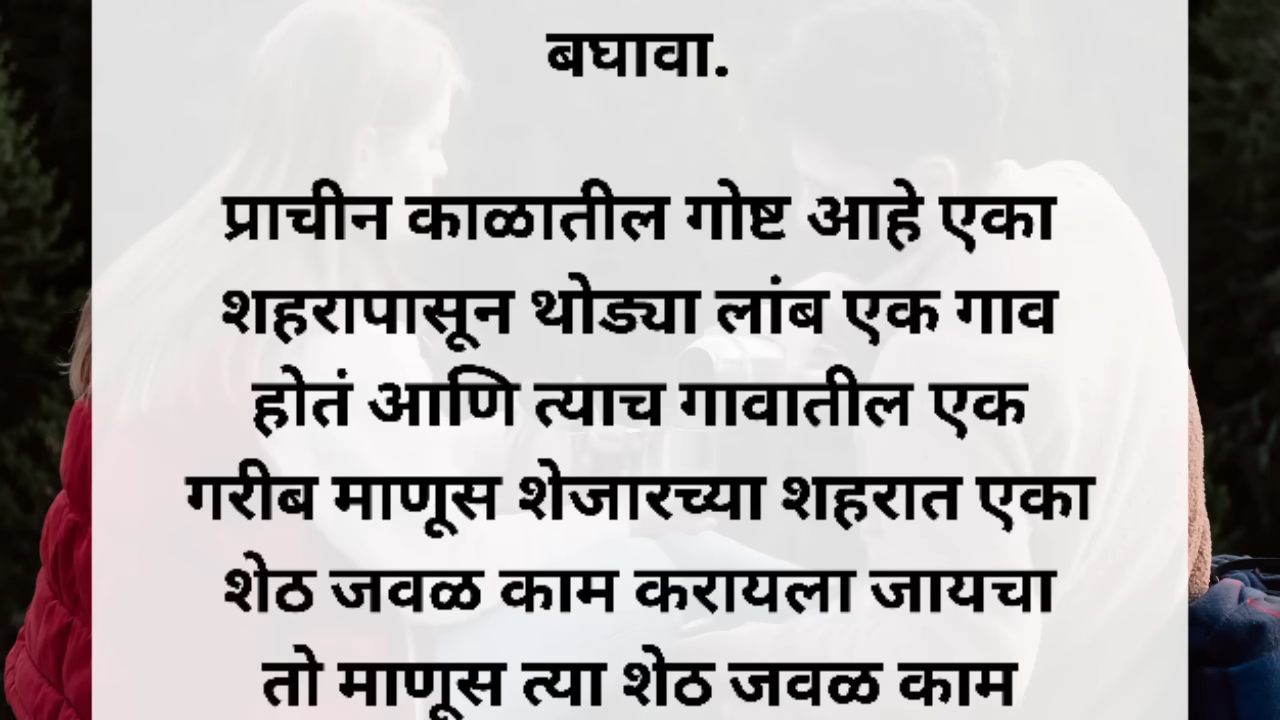 बघावा.
प्राचीन काळातील गोष्ट आहे एका
शहरापासून थोड्या लांब एक गाव
होतं आणि त्याच गावातील एक
गरीब माणूस शेजारच्या शहरात एका
शेठ जवळ काम करायला जायचा
तो माणूस त्या शेठ जवळ काम